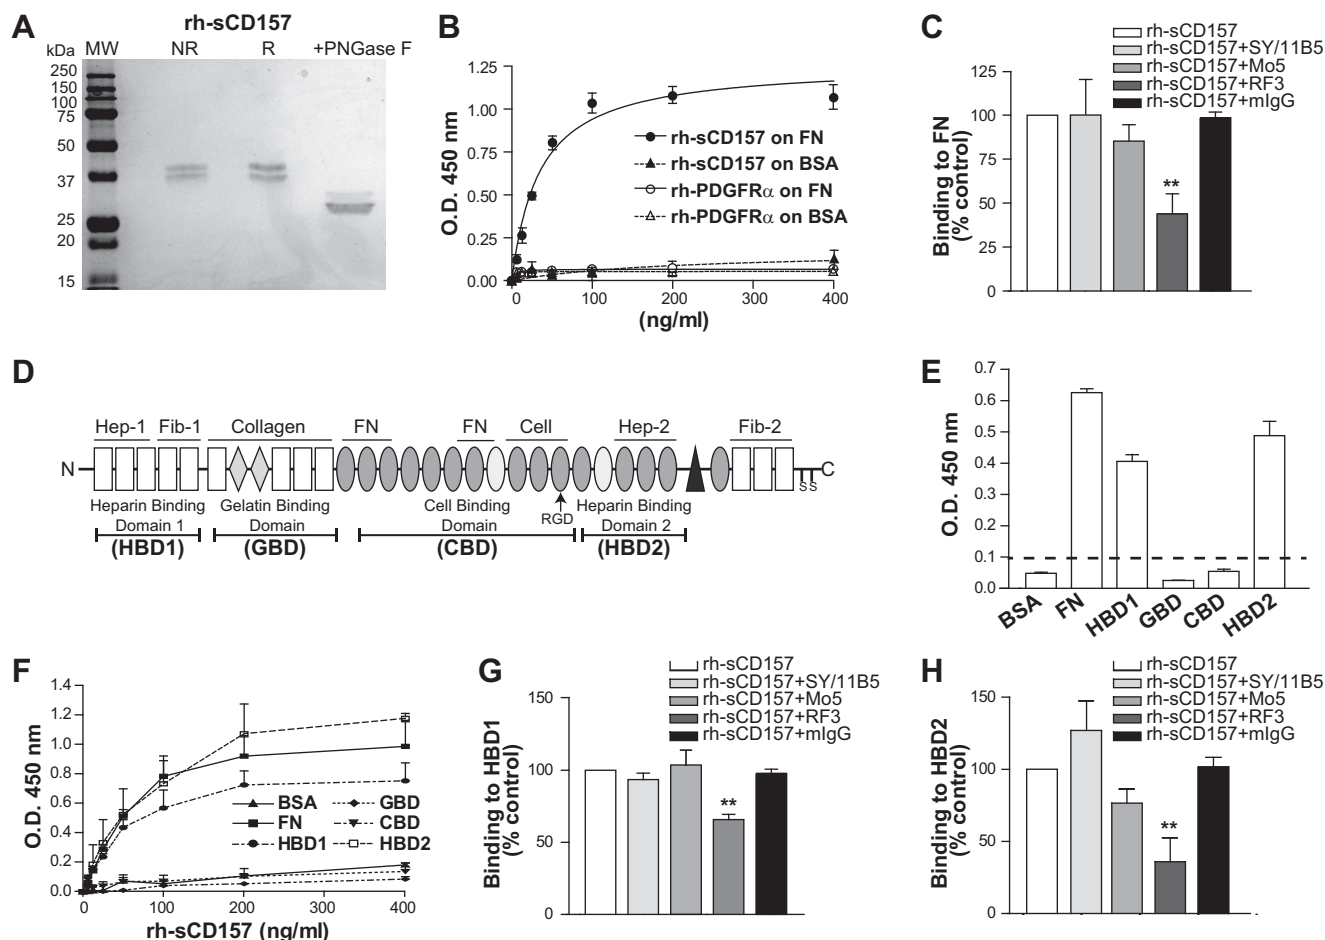 A
rh-sCD157
kDa MW NR R +PNGase F
250
150
100
75
50
37
25
20
15
B
O.D. 450 nm
1.25
1.00
0.75
0.50
0.25
0.00
0 100 200 300 400
(ng/ml)
rh-sCD157 on FN
rh-sCD157 on BSA
rh-PDGFRα on FN
rh-PDGFRα on BSA
C
rh-sCD157
rh-sCD157+SY/11B5
rh-sCD157+Mo5
rh-sCD157+RF3
rh-sCD157+mIgG
Binding to FN
(% control)
125
100
75
50
25
0
**
D
Hep-1 Fib-1 Collagen FN FN Cell Hep-2 Fib-2
N C
S S
RGD
Heparin Binding Gelatin Binding Cell Binding Heparin Binding
Domain 1 Domain Domain Domain 2
(HBD1) (GBD) (CBD) (HBD2)
E
O.D. 450 nm
0.7
0.6
0.5
0.4
0.3
0.2
0.1
0.0
BSA FN HBD1 GBD CBD HBD2
F
O.D. 450 nm
1.4
1.2
1.0
0.8
0.6
0.4
0.2
0.0
0 100 200 300 400
rh-sCD157 (ng/ml)
BSA GBD
FN CBD
HBD1 HBD2
G
rh-sCD157
rh-sCD157+SY/11B5
rh-sCD157+Mo5
rh-sCD157+RF3
rh-sCD157+mIgG
Binding to HBD1
(% control)
150
100
50
0
**
H
rh-sCD157
rh-sCD157+SY/11B5
rh-sCD157+Mo5
rh-sCD157+RF3
rh-sCD157+mIgG
Binding to HBD2
(% control)
150
100
50
0
**